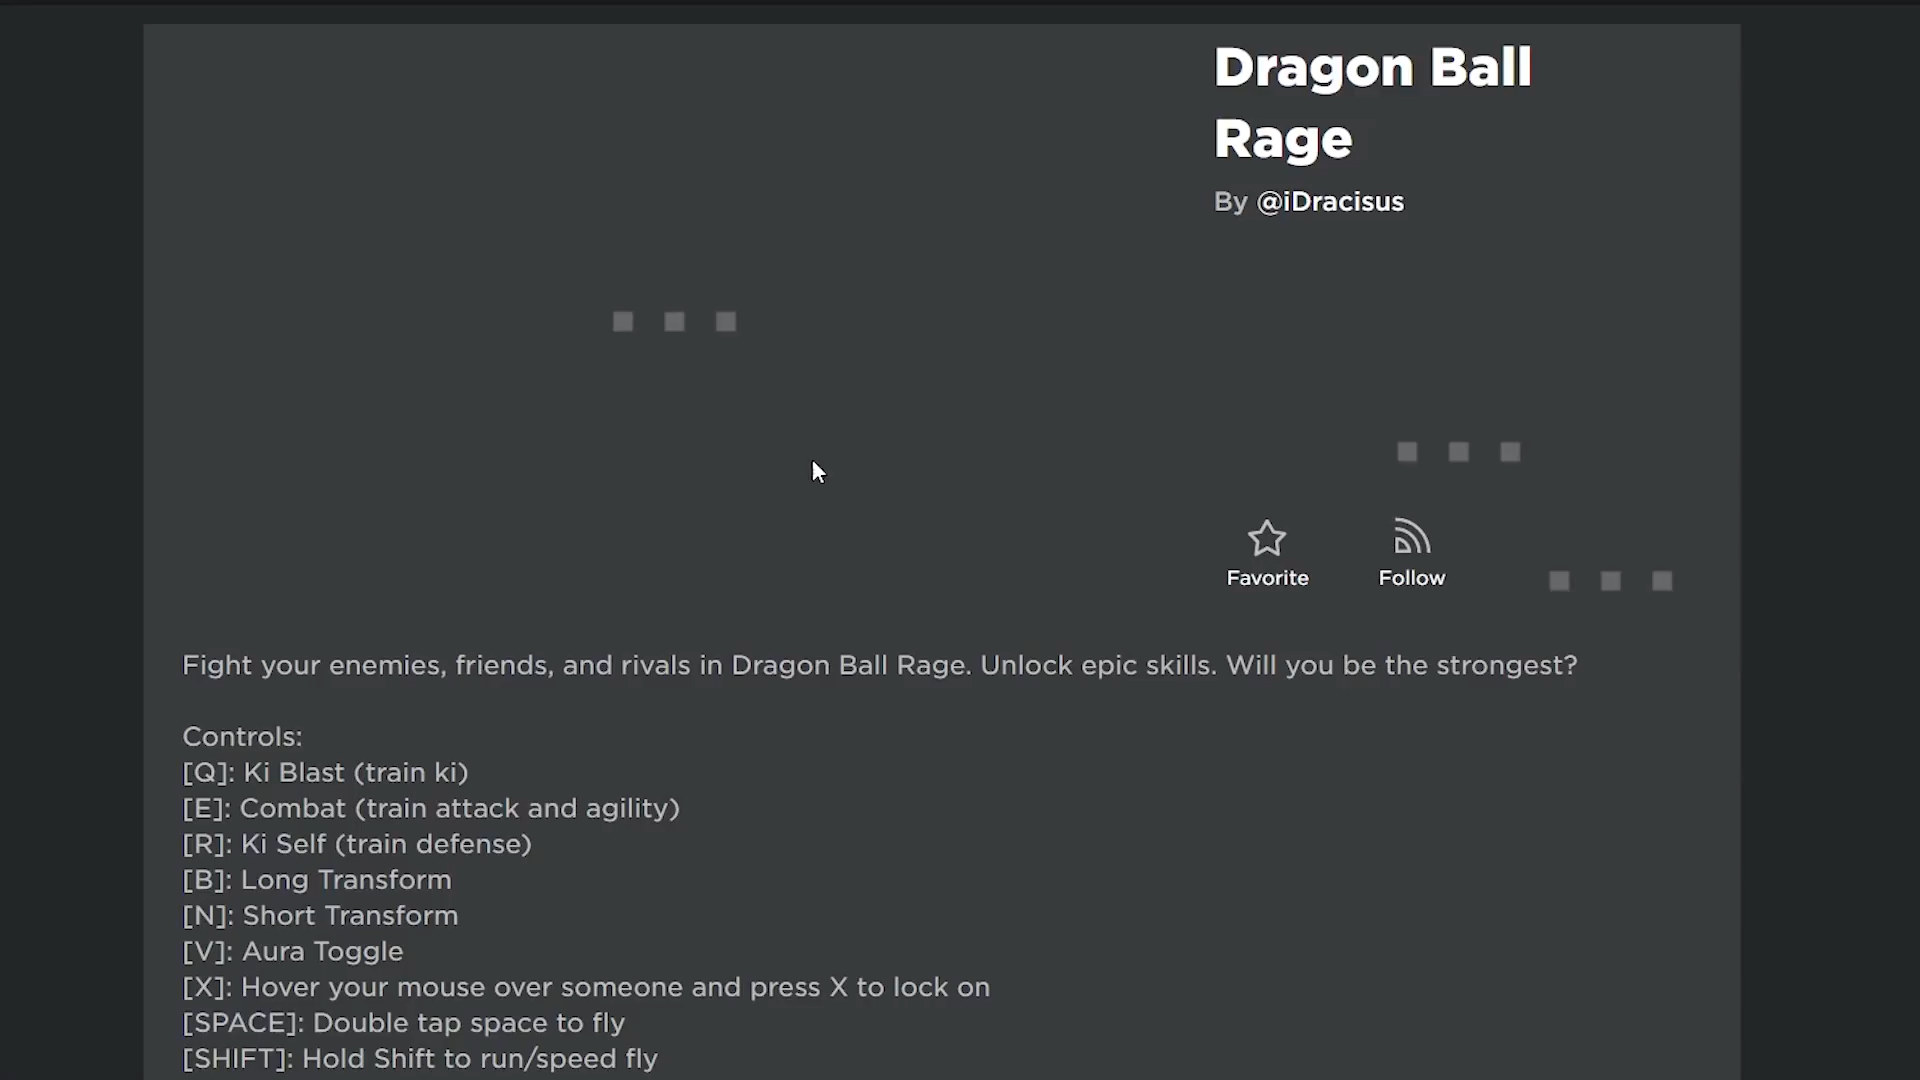 Dragon Ball
Rage
By @iDracisus
Favorite
Follow
Fight your enemies, friends, and rivals in Dragon Ball Rage. Unlock epic skills. Will you be the strongest?
Controls:
[Q]: Ki Blast (train ki)
[E]: Combat (train attack and agility)
[R]: Ki Self (train defense)
[B]: Long Transform
[N]: Short Transform
[V]: Aura Toggle
[X]: Hover your mouse over someone and press X to lock on
[SPACE]: Double tap space to fly
[SHIFT]: Hold Shift to run/speed fly